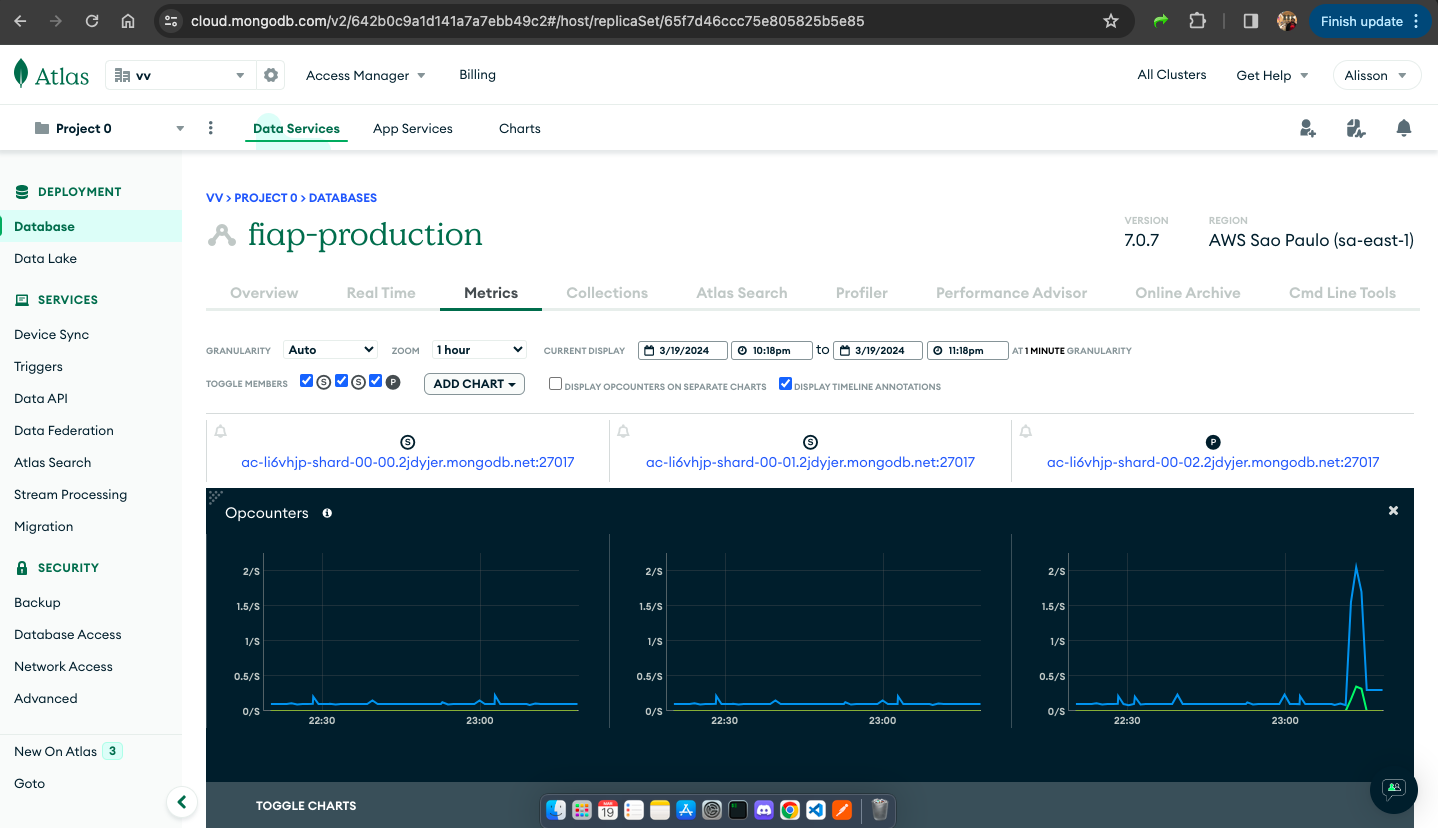 cloud.mongodb.com/v2/642b0c9a1d141a7a7ebb49c2#/host/replicaSet/65f7d46ccc75e805825b5e85
Finish update
Atlas
vv
Access Manager
Billing
All Clusters
Get Help
Alisson
Project 0
Data Services
App Services
Charts
DEPLOYMENT
Database
Data Lake
SERVICES
Device Sync
Triggers
Data API
Data Federation
Atlas Search
Stream Processing
Migration
SECURITY
Backup
Database Access
Network Access
Advanced
New On Atlas 3
Goto
VV > PROJECT 0 > DATABASES
fiap-production
VERSION
7.0.7
REGION
AWS Sao Paulo (sa-east-1)
Overview
Real Time
Metrics
Collections
Atlas Search
Profiler
Performance Advisor
Online Archive
Cmd Line Tools
GRANULARITY Auto ZOOM 1 hour CURRENT DISPLAY 3/19/2024 10:18pm to 3/19/2024 11:18pm AT 1 MINUTE GRANULARITY
TOGGLE MEMBERS S S P ADD CHART DISPLAY OPCOUNTERS ON SEPARATE CHARTS DISPLAY TIMELINE ANNOTATIONS
S
ac-li6vhjp-shard-00-00.2jdyjer.mongodb.net:27017
S
ac-li6vhjp-shard-00-01.2jdyjer.mongodb.net:27017
P
ac-li6vhjp-shard-00-02.2jdyjer.mongodb.net:27017
Opcounters
2/S
1.5/S
1/S
0.5/S
0/S
22:30 23:00
2/S
1.5/S
1/S
0.5/S
0/S
22:30 23:00
2/S
1.5/S
1/S
0.5/S
0/S
22:30 23:00
TOGGLE CHARTS
MAR
19